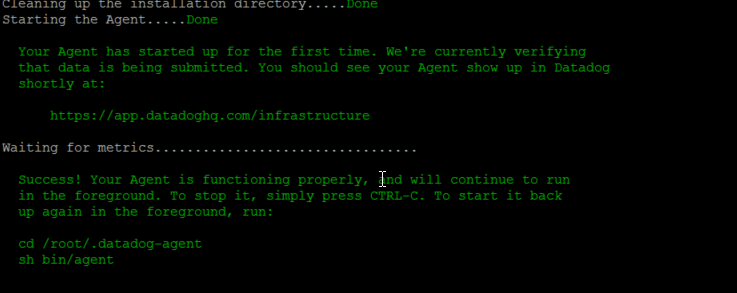 Cleaning up the installation directory.....Done
Starting the Agent.....Done
Your Agent has started up for the first time. We're currently verifying
that data is being submitted. You should see your Agent show up in Datadog
shortly at:
https://app.datadoghq.com/infrastructure
Waiting for metrics.................................
Success! Your Agent is functioning properly, and will continue to run
in the foreground. To stop it, simply press CTRL-C. To start it back
up again in the foreground, run:
cd /root/.datadog-agent
sh bin/agent